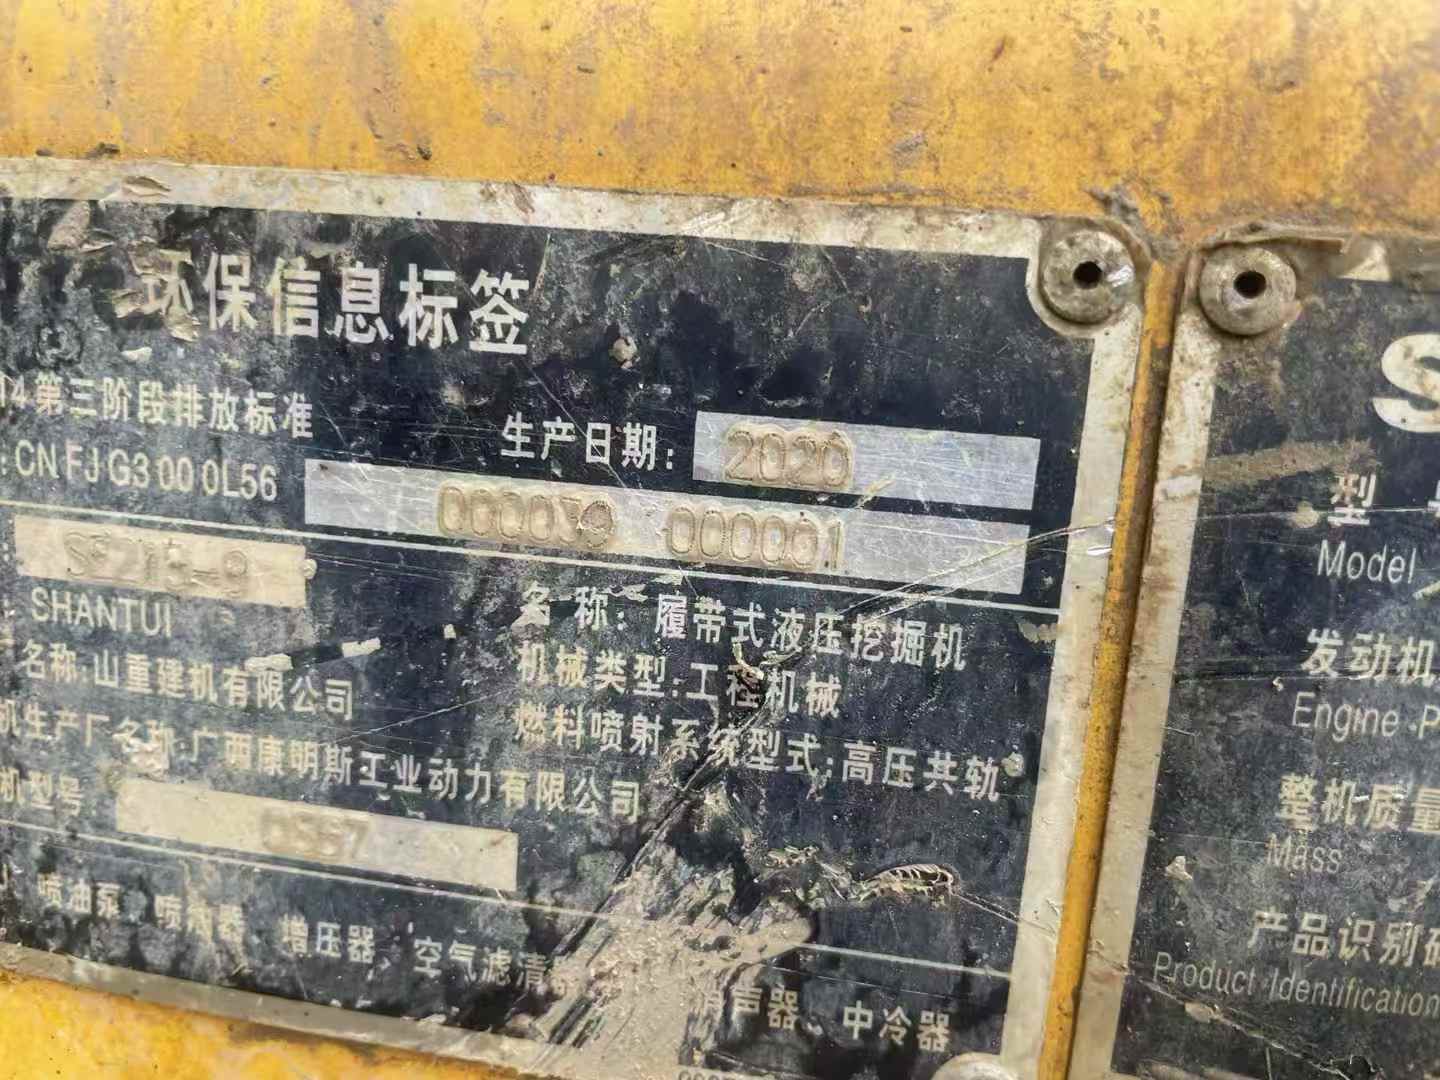 环保信息标签
14第三阶段排放标准
生产日期: 2020
:CN FJ G3 00 0L56 000039 000001
SHANTUI
名称: 履带式液压挖掘机
名称:山重建机有限公司
机械类型:工程机械
机生产厂名称:广西康明斯工业动力有限公司
燃料喷射系统型式:高压共轨
机型号
喷油泵、喷油器、增压器、空气滤清
消声器、中冷器
S
型
Model
发动机
Engine P
整机质量
Mass
产品识别码
Product Identification